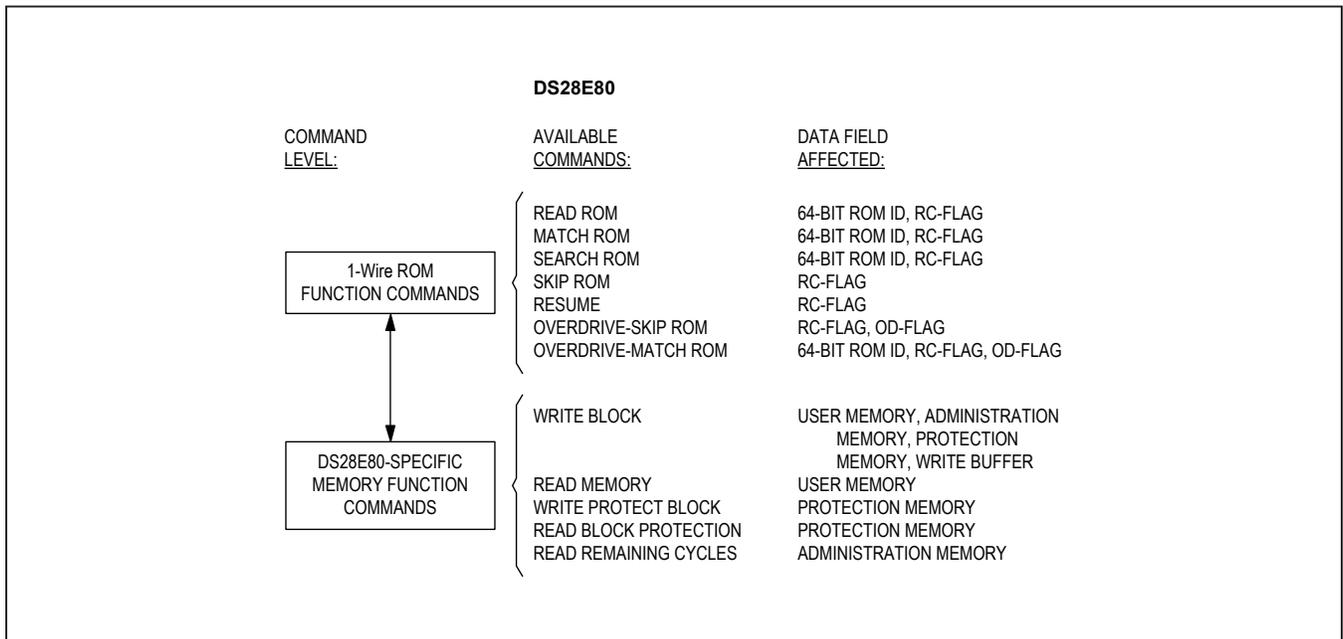 DS28E80
COMMAND AVAILABLE DATA FIELD
LEVEL: COMMANDS: AFFECTED:
READ ROM 64-BIT ROM ID, RC-FLAG
MATCH ROM 64-BIT ROM ID, RC-FLAG
SEARCH ROM 64-BIT ROM ID, RC-FLAG
1-Wire ROM
FUNCTION COMMANDS
SKIP ROM RC-FLAG
RESUME RC-FLAG
OVERDRIVE-SKIP ROM RC-FLAG, OD-FLAG
OVERDRIVE-MATCH ROM 64-BIT ROM ID, RC-FLAG, OD-FLAG
WRITE BLOCK USER MEMORY, ADMINISTRATION
MEMORY, PROTECTION
MEMORY, WRITE BUFFER
DS28E80-SPECIFIC
MEMORY FUNCTION
COMMANDS
READ MEMORY USER MEMORY
WRITE PROTECT BLOCK PROTECTION MEMORY
READ BLOCK PROTECTION PROTECTION MEMORY
READ REMAINING CYCLES ADMINISTRATION MEMORY